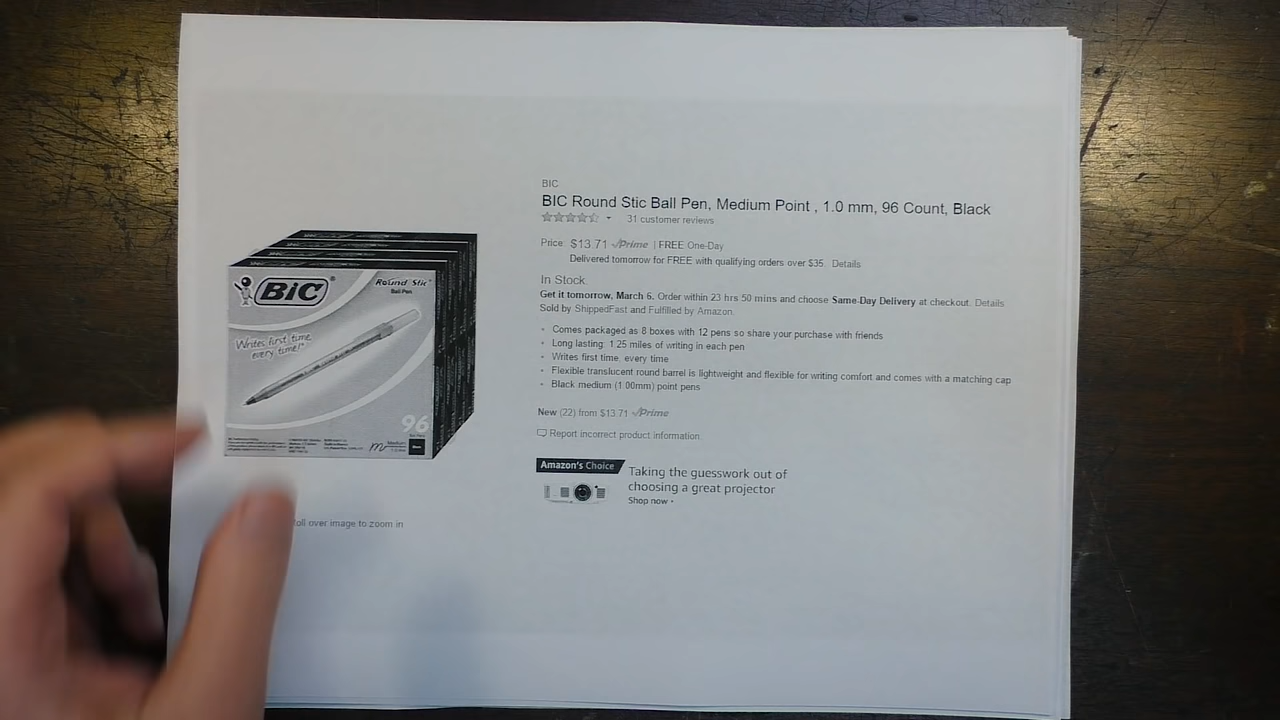 BIC
BIC Round Stic Ball Pen, Medium Point , 1.0 mm, 96 Count, Black
31 customer reviews
Price $13.71 Prime | FREE One-Day
Delivered tomorrow for FREE with qualifying orders over $35. Details
In Stock.
Get it tomorrow, March 6. Order within 23 hrs 50 mins and choose Same-Day Delivery at checkout. Details
Sold by ShippedFast and Fulfilled by Amazon.
• Comes packaged as 8 boxes with 12 pens so share your purchase with friends
• Long lasting: 1.25 miles of writing in each pen
• Writes first time, every time
• Flexible translucent round barrel is lightweight and flexible for writing comfort and comes with a matching cap
• Black medium (1.00mm) point pens
New (22) from $13.71 Prime
Report incorrect product information
Amazon's Choice
Taking the guesswork out of
choosing a great projector
Shop now
BIC
Round Stic
Ball Pen
Writes first time,
every time!
96
m Medium
oll over image to zoom in